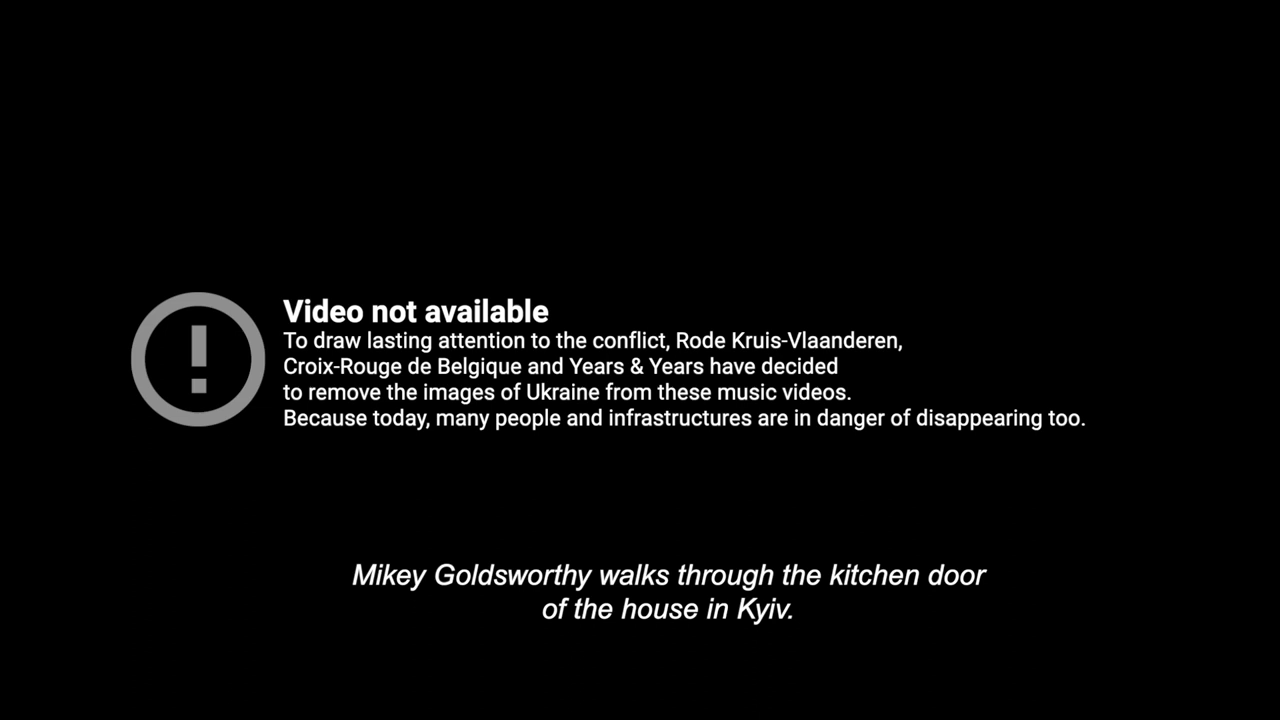 Video not available
To draw lasting attention to the conflict, Rode Kruis-Vlaanderen,
Croix-Rouge de Belgique and Years & Years have decided
to remove the images of Ukraine from these music videos.
Because today, many people and infrastructures are in danger of disappearing too.
Mikey Goldsworthy walks through the kitchen door
of the house in Kyiv.